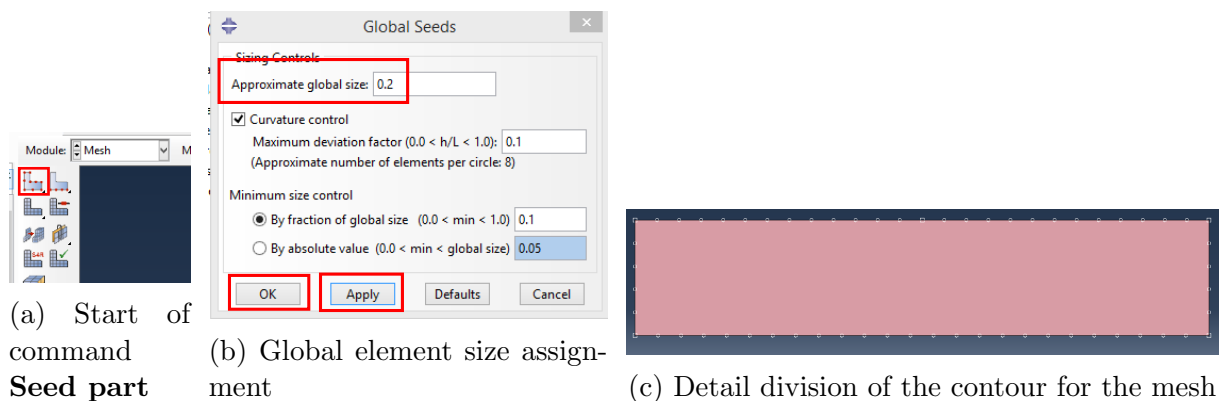 Module: Mesh M
S4R
(a) Start of
command
Seed part
Global Seeds
Sizing Controls
Approximate global size: 0.2
Curvature control
Maximum deviation factor (0.0 < h/L < 1.0): 0.1
(Approximate number of elements per circle: 8)
Minimum size control
By fraction of global size (0.0 < min < 1.0) 0.1
By absolute value (0.0 < min < global size) 0.05
OK Apply Defaults Cancel
(b) Global element size assign-
ment
(c) Detail division of the contour for the mesh